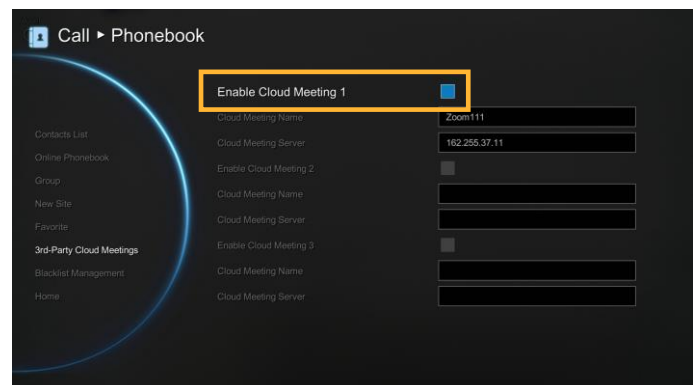 Call ▸ Phonebook
Contacts List
Online Phonebook
Group
New Site
Favorite
3rd-Party Cloud Meetings
Blacklist Management
Home
Enable Cloud Meeting 1
Cloud Meeting Name Zoom111
Cloud Meeting Server 162.255.37.11
Enable Cloud Meeting 2
Cloud Meeting Name
Cloud Meeting Server
Enable Cloud Meeting 3
Cloud Meeting Name
Cloud Meeting Server